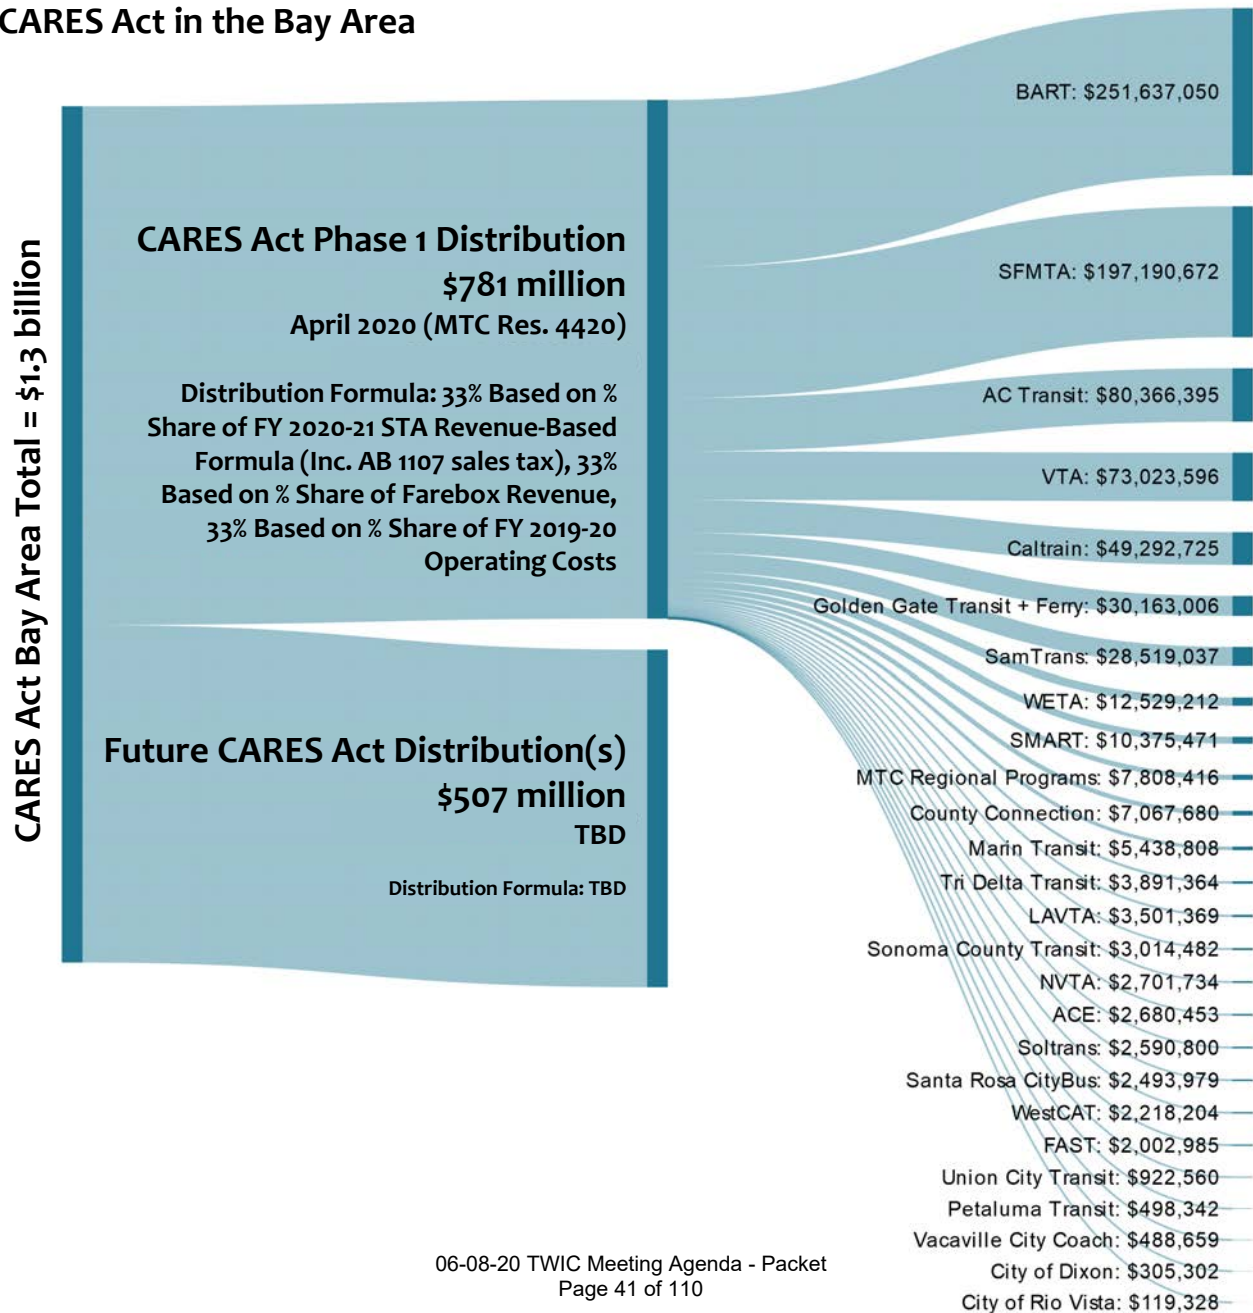 CARES Act in the Bay Area
CARES Act Bay Area Total = $1.3 billion
CARES Act Phase 1 Distribution
$781 million
April 2020 (MTC Res. 4420)
Distribution Formula: 33% Based on %
Share of FY 2020-21 STA Revenue-Based
Formula (Inc. AB 1107 sales tax), 33%
Based on % Share of Farebox Revenue,
33% Based on % Share of FY 2019-20
Operating Costs
Future CARES Act Distribution(s)
$507 million
TBD
Distribution Formula: TBD
BART: $251,637,050
SFMTA: $197,190,672
AC Transit: $80,366,395
VTA: $73,023,596
Caltrain: $49,292,725
Golden Gate Transit + Ferry: $30,163,006
SamTrans: $28,519,037
WETA: $12,529,212
SMART: $10,375,471
MTC Regional Programs: $7,808,416
County Connection: $7,067,680
Marin Transit: $5,438,808
Tri Delta Transit: $3,891,364
LAVTA: $3,501,369
Sonoma County Transit: $3,014,482
NVTA: $2,701,734
ACE: $2,680,453
Soltrans: $2,590,800
Santa Rosa CityBus: $2,493,979
WestCAT: $2,218,204
FAST: $2,002,985
Union City Transit: $922,560
Petaluma Transit: $498,342
Vacaville City Coach: $488,659
City of Dixon: $305,302
City of Rio Vista: $119,328
06-08-20 TWIC Meeting Agenda - Packet
Page 41 of 110